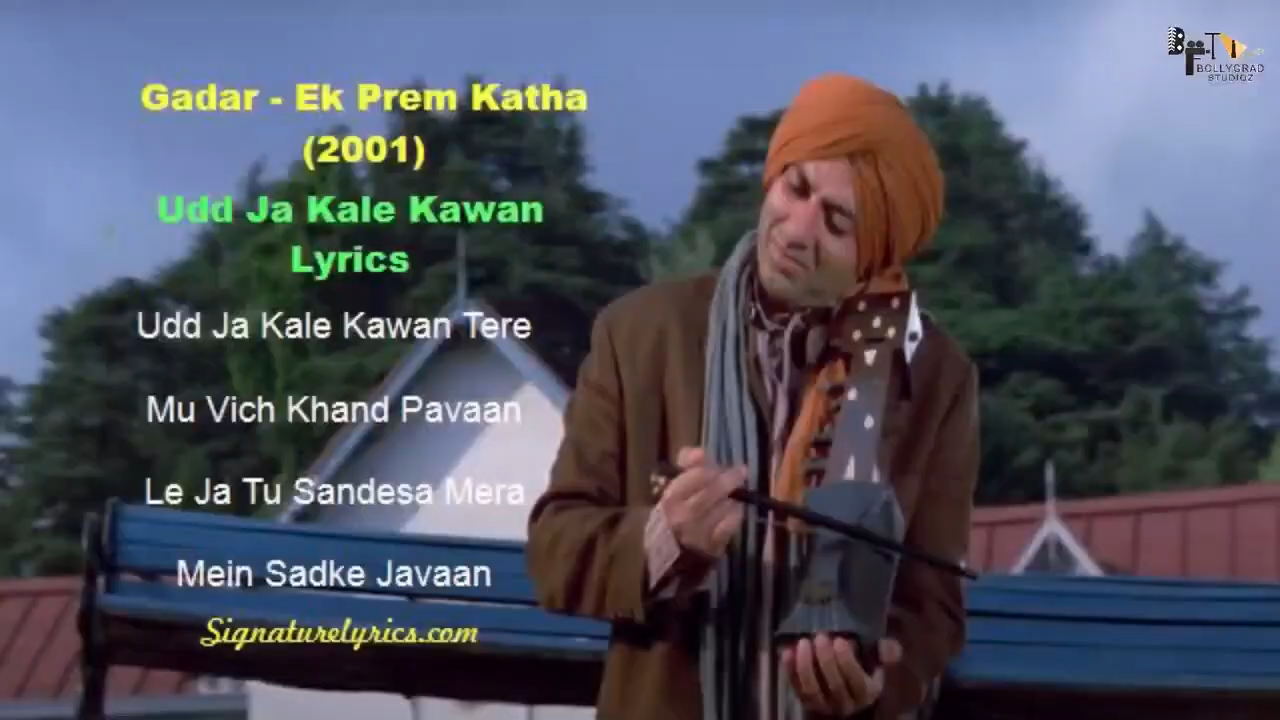 Gadar - Ek Prem Katha
(2001)
Udd Ja Kale Kawan
Lyrics
Udd Ja Kale Kawan Tere
Mu Vich Khand Pavaan
Le Ja Tu Sandesa Mera
Mein Sadke Javaan
Signaturelyrics.com
BOLLYGRAD
STUDIOZ